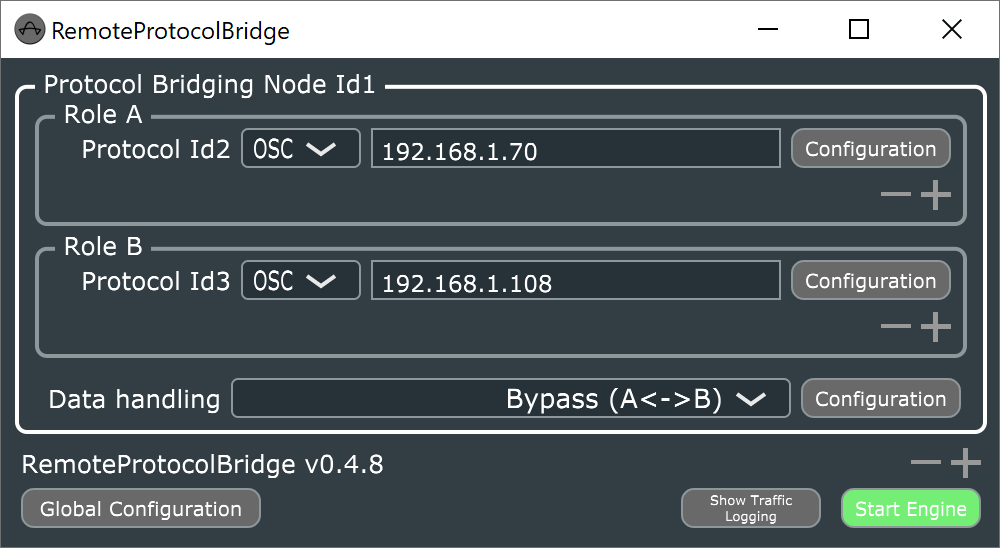 RemoteProtocolBridge
Protocol Bridging Node Id1
Role A
Protocol Id2 OSC 192.168.1.70 Configuration
Role B
Protocol Id3 OSC 192.168.1.108 Configuration
Data handling Bypass (A<->B) Configuration
RemoteProtocolBridge v0.4.8
Global Configuration
Show Traffic
Logging
Start Engine